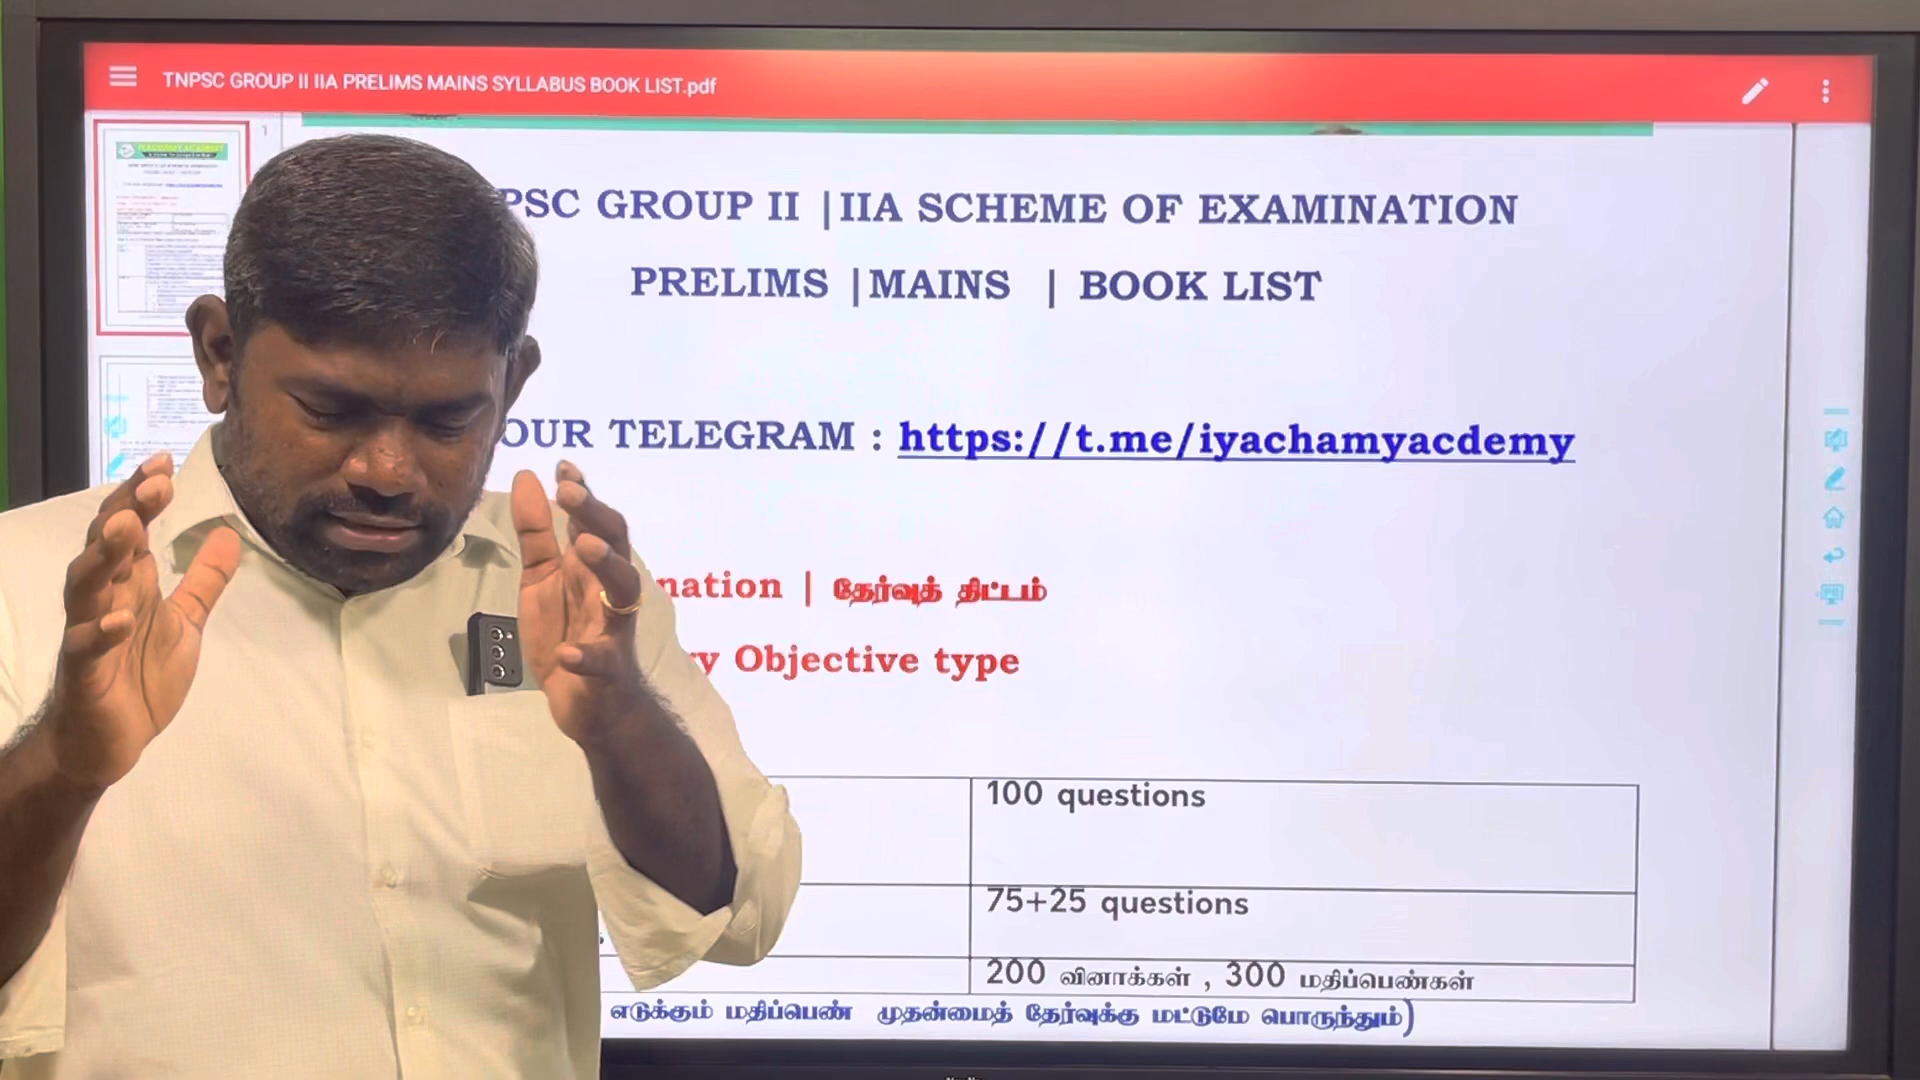 TNPSC GROUP II IIA PRELIMS MAINS SYLLABUS BOOK LIST.pdf
1
PSC GROUP II | IIA SCHEME OF EXAMINATION
PRELIMS | MAINS | BOOK LIST
OUR TELEGRAM : https://t.me/iyachamyacdemy
nation | தேர்வுத் திட்டம்
ry Objective type
100 questions
75+25 questions
200 வினாக்கள் , 300 மதிப்பெண்கள்
எடுக்கும் மதிப்பெண் முதன்மைத் தேர்வுக்கு மட்டுமே பொருந்தும்)